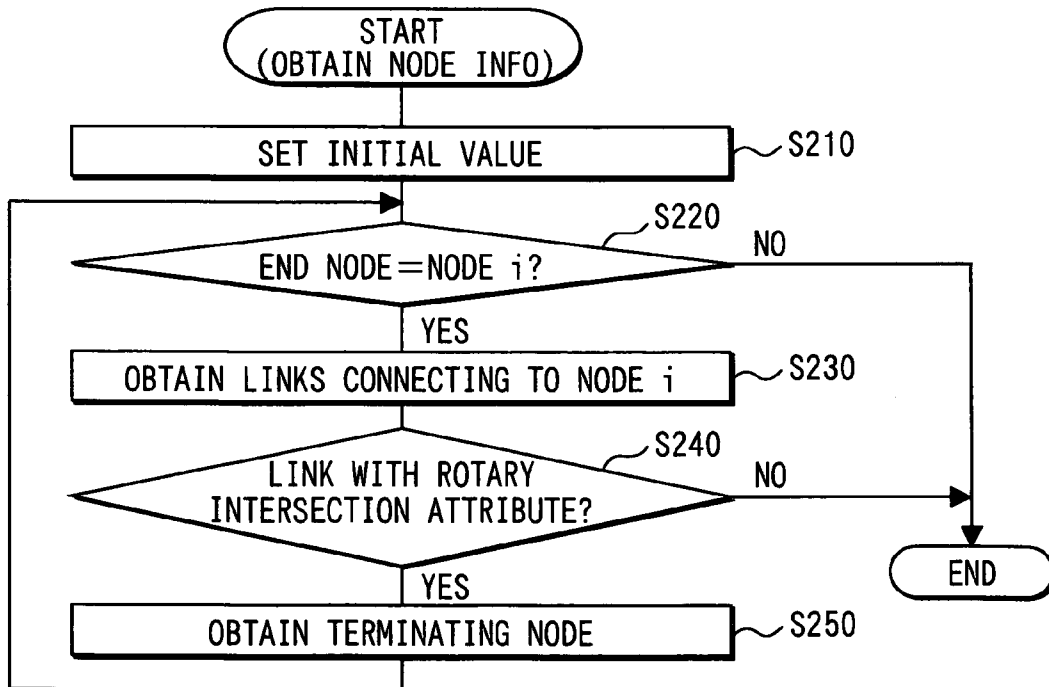 START
(OBTAIN NODE INFO)
SET INITIAL VALUE
S210
S220
END NODE=NODE i?
NO
YES
OBTAIN LINKS CONNECTING TO NODE i
S230
S240
LINK WITH ROTARY
INTERSECTION ATTRIBUTE?
NO
YES
END
OBTAIN TERMINATING NODE
S250